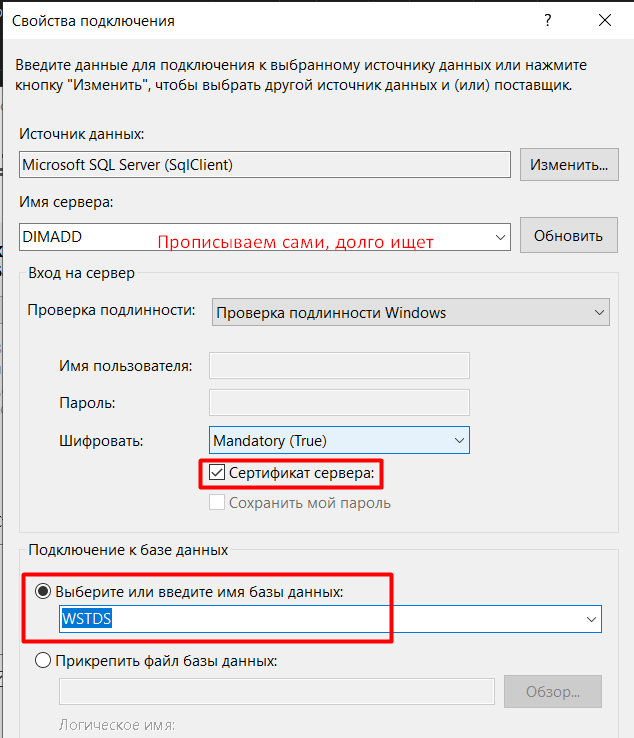 Свойства подключения
?
Введите данные для подключения к выбранному источнику данных или нажмите
кнопку "Изменить", чтобы выбрать другой источник данных и (или) поставщик.
Источник данных:
Microsoft SQL Server (SqlClient)
Изменить...
Имя сервера:
DIMADD
Прописываем сами, долго ищет
Обновить
Вход на сервер
Проверка подлинности:
Проверка подлинности Windows
Имя пользователя:
Пароль:
Шифровать:
Mandatory (True)
Сертификат сервера:
Сохранить мой пароль
Подключение к базе данных
Выберите или введите имя базы данных:
WSTDS
Прикрепить файл базы данных:
Обзор...
Логическое имя: